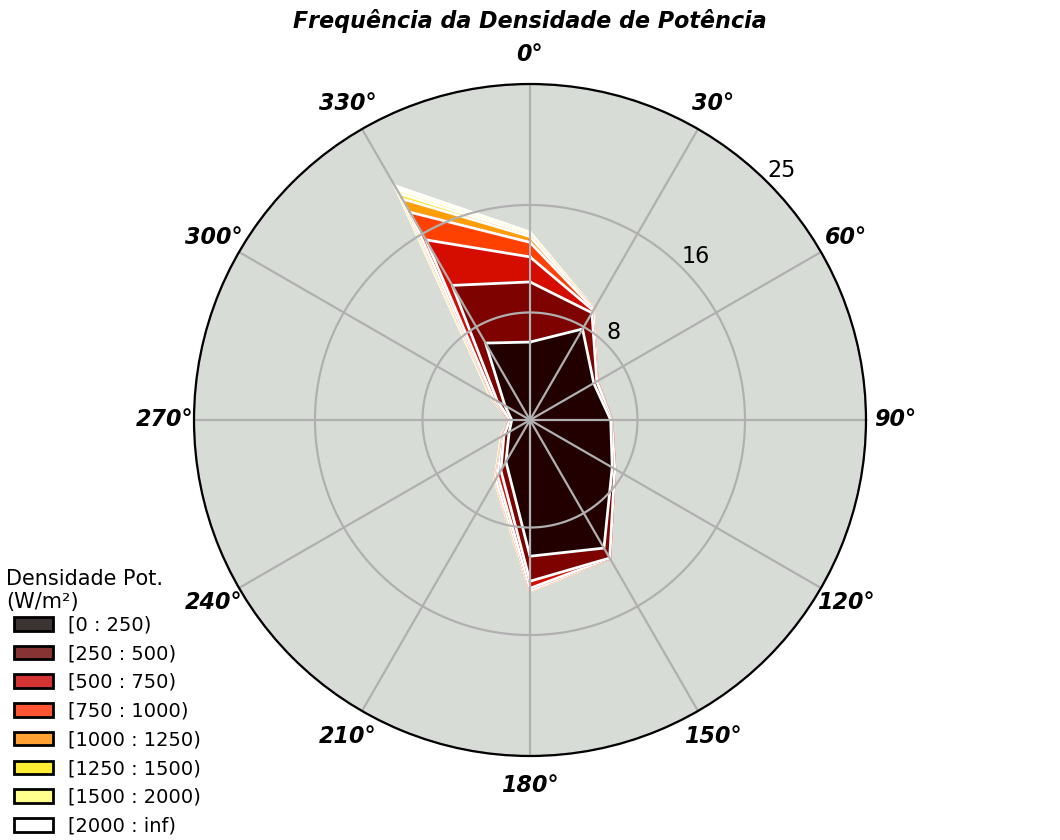 Frequência da Densidade de Potência
0°
330°
30°
25
300°
60°
16
8
270°
90°
240°
120°
210°
150°
180°
Densidade Pot.
(W/m²)
[0 : 250)
[250 : 500)
[500 : 750)
[750 : 1000)
[1000 : 1250)
[1250 : 1500)
[1500 : 2000)
[2000 : inf)